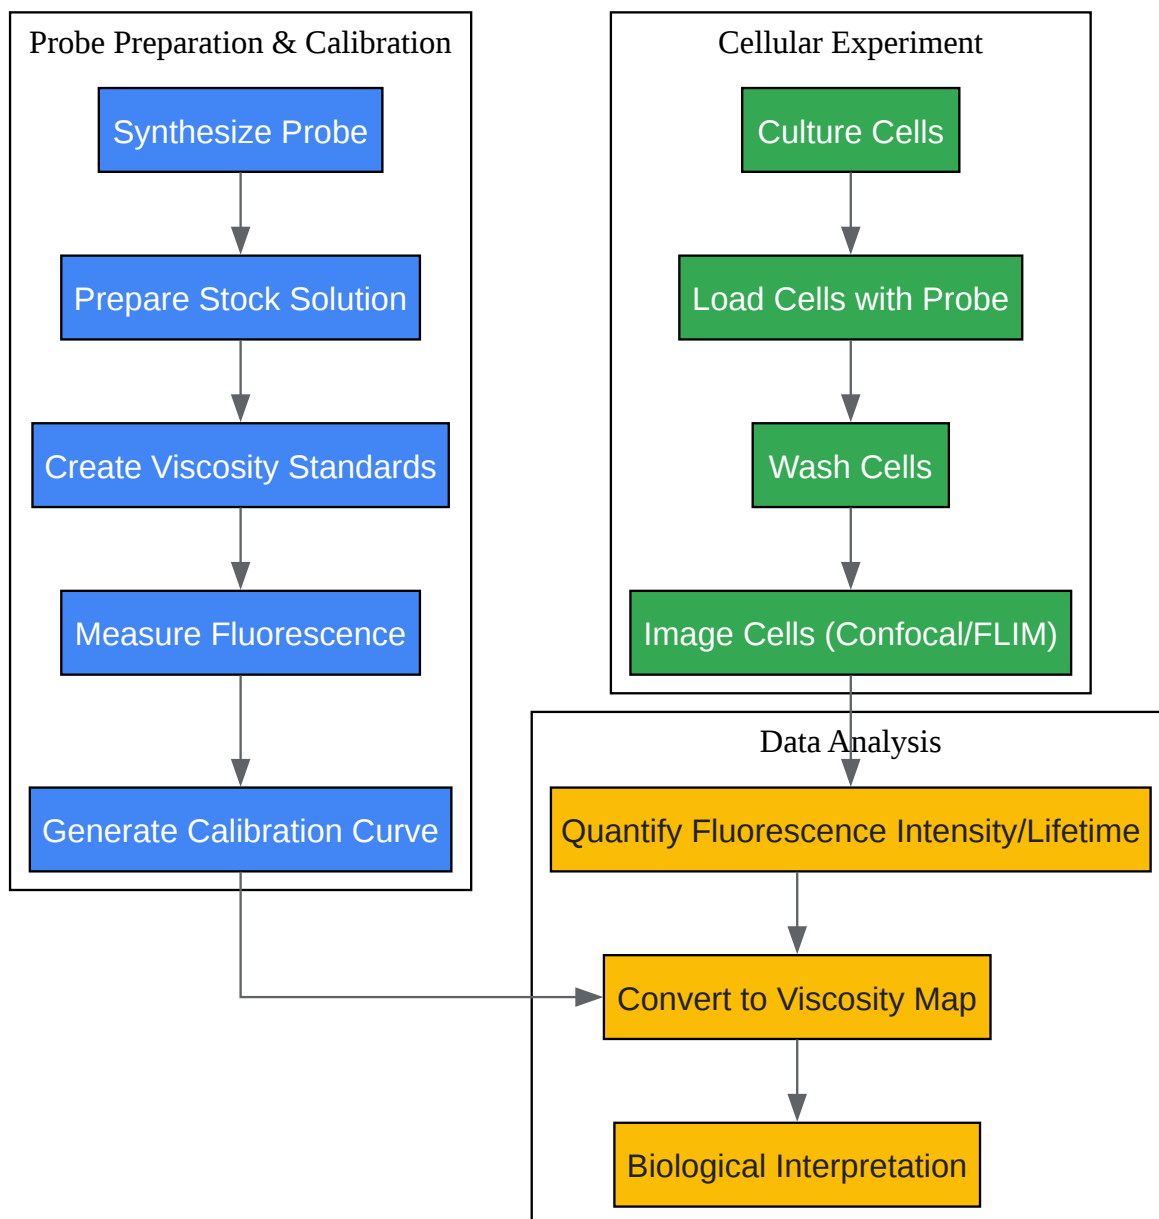 Probe Preparation & Calibration
Synthesize Probe
Prepare Stock Solution
Create Viscosity Standards
Measure Fluorescence
Generate Calibration Curve
Cellular Experiment
Culture Cells
Load Cells with Probe
Wash Cells
Image Cells (Confocal/FLIM)
Data Analysis
Quantify Fluorescence Intensity/Lifetime
Convert to Viscosity Map
Biological Interpretation